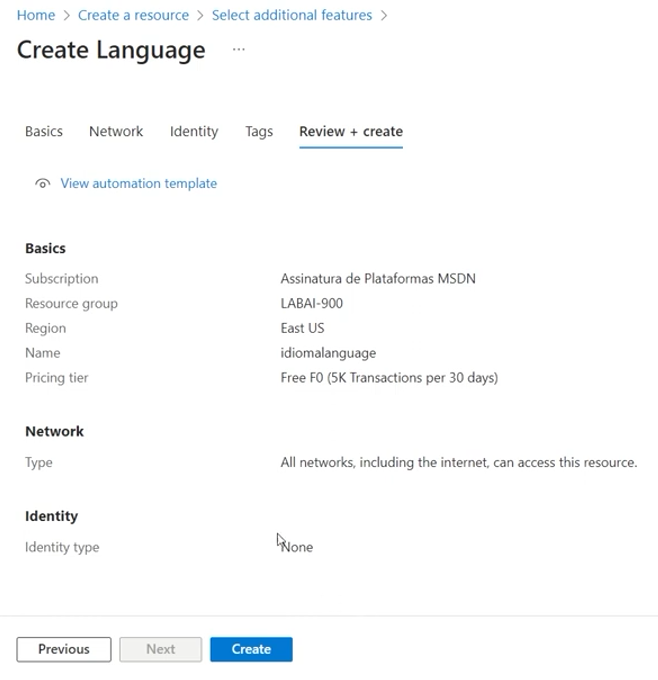 Home > Create a resource > Select additional features >
Create Language ...
Basics Network Identity Tags Review + create
View automation template
Basics
Subscription Assinatura de Plataformas MSDN
Resource group LABAI-900
Region East US
Name idiomalanguage
Pricing tier Free F0 (5K Transactions per 30 days)
Network
Type All networks, including the internet, can access this resource.
Identity
Identity type None
Previous Next Create